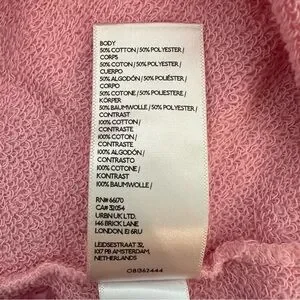 BODY
50% COTTON / 50% POLYESTER /
CORPS
50% COTON / 50% POLYESTER /
CUERPO
50% ALGODÓN / 50% POLIÉSTER /
CORPO
50% COTONE / 50% POLIESTERE /
KÖRPER
50% BAUMWOLLE / 50% POLYESTER /
CONTRAST
100% COTTON /
CONTRASTE
100% COTON /
CONTRASTE
100% ALGODÓN /
CONTRASTO
100% COTONE /
KONTRAST
100% BAUMWOLLE /
RN# 66170
CA# 32054
URBN UK LTD.
146 BRICK LANE
LONDON, E1 6RU
LEIDSESTRAAT 32,
1017 PB AMSTERDAM,
NETHERLANDS
OB1362444